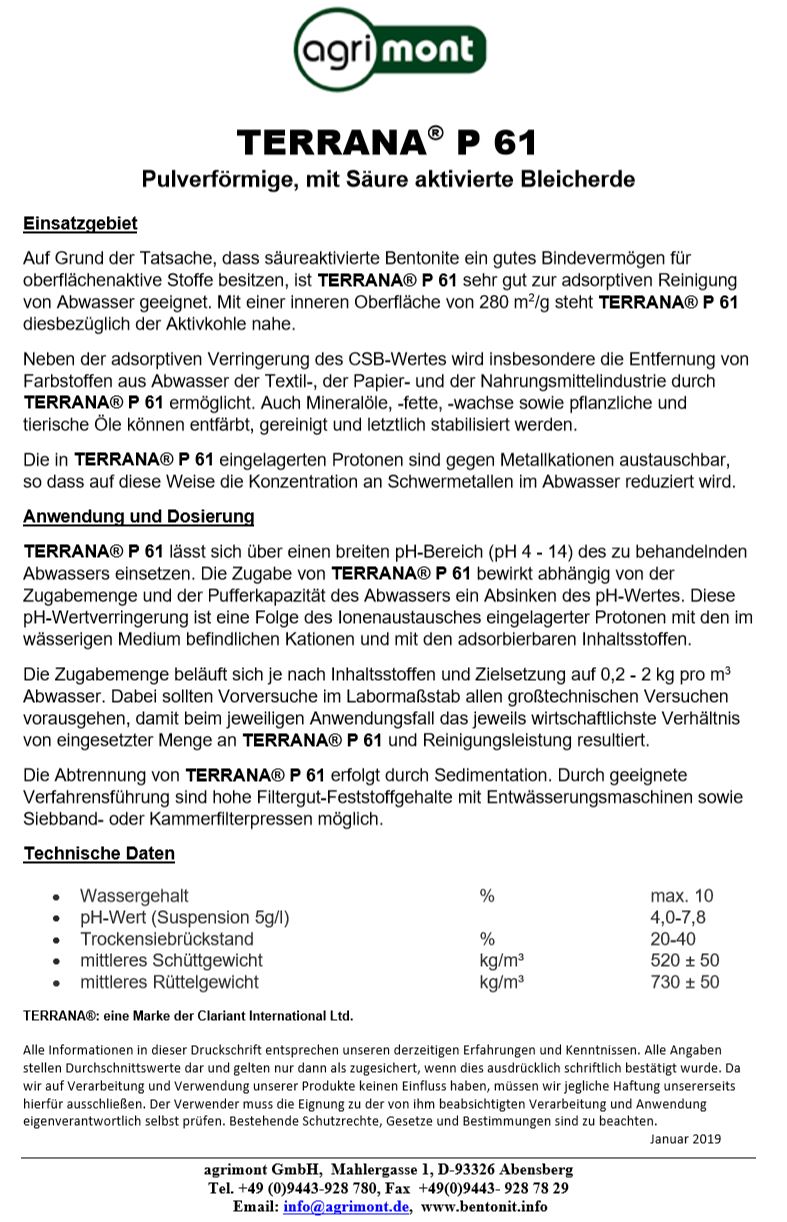 agrimont
TERRANA® P 61
Pulverförmige, mit Säure aktivierte Bleicherde
Einsatzgebiet
Auf Grund der Tatsache, dass säureaktivierte Bentonite ein gutes Bindevermögen für
oberflächenaktive Stoffe besitzen, ist TERRANA® P 61 sehr gut zur adsorptiven Reinigung
von Abwasser geeignet. Mit einer inneren Oberfläche von 280 m²/g steht TERRANA® P 61
diesbezüglich der Aktivkohle nahe.
Neben der adsorptiven Verringerung des CSB-Wertes wird insbesondere die Entfernung von
Farbstoffen aus Abwasser der Textil-, der Papier- und der Nahrungsmittelindustrie durch
TERRANA® P 61 ermöglicht. Auch Mineralöle, -fette, -wachse sowie pflanzliche und
tierische Öle können entfärbt, gereinigt und letztlich stabilisiert werden.
Die in TERRANA® P 61 eingelagerten Protonen sind gegen Metallkationen austauschbar,
so dass auf diese Weise die Konzentration an Schwermetallen im Abwasser reduziert wird.
Anwendung und Dosierung
TERRANA® P 61 lässt sich über einen breiten pH-Bereich (pH 4 - 14) des zu behandelnden
Abwassers einsetzen. Die Zugabe von TERRANA® P 61 bewirkt abhängig von der
Zugabemenge und der Pufferkapazität des Abwassers ein Absinken des pH-Wertes. Diese
pH-Wertverringerung ist eine Folge des Ionenaustausches eingelagerter Protonen mit den im
wässerigen Medium befindlichen Kationen und mit den adsorbierbaren Inhaltsstoffen.
Die Zugabemenge beläuft sich je nach Inhaltsstoffen und Zielsetzung auf 0,2 - 2 kg pro m³
Abwasser. Dabei sollten Vorversuche im Labormaßstab allen großtechnischen Versuchen
vorausgehen, damit beim jeweiligen Anwendungsfall das jeweils wirtschaftlichste Verhältnis
von eingesetzter Menge an TERRANA® P 61 und Reinigungsleistung resultiert.
Die Abtrennung von TERRANA® P 61 erfolgt durch Sedimentation. Durch geeignete
Verfahrensführung sind hohe Filtergut-Feststoffgehalte mit Entwässerungsmaschinen sowie
Siebband- oder Kammerfilterpressen möglich.
Technische Daten
• Wassergehalt % max. 10
• pH-Wert (Suspension 5g/l) 4,0-7,8
• Trockensiebrückstand % 20-40
• mittleres Schüttgewicht kg/m³ 520 ± 50
• mittleres Rüttelgewicht kg/m³ 730 ± 50
TERRANA®: eine Marke der Clariant International Ltd.
Alle Informationen in dieser Druckschrift entsprechen unseren derzeitigen Erfahrungen und Kenntnissen. Alle Angaben
stellen Durchschnittswerte dar und gelten nur dann als zugesichert, wenn dies ausdrücklich schriftlich bestätigt wurde. Da
wir auf Verarbeitung und Verwendung unserer Produkte keinen Einfluss haben, müssen wir jegliche Haftung unsererseits
hierfür ausschließen. Der Verwender muss die Eignung zu der von ihm beabsichtigten Verarbeitung und Anwendung
eigenverantwortlich selbst prüfen. Bestehende Schutzrechte, Gesetze und Bestimmungen sind zu beachten.
Januar 2019
agrimont GmbH, Mahlergasse 1, D-93326 Abensberg
Tel. +49 (0)9443-928 780, Fax +49(0)9443- 928 78 29
Email: info@agrimont.de, www.bentonit.info